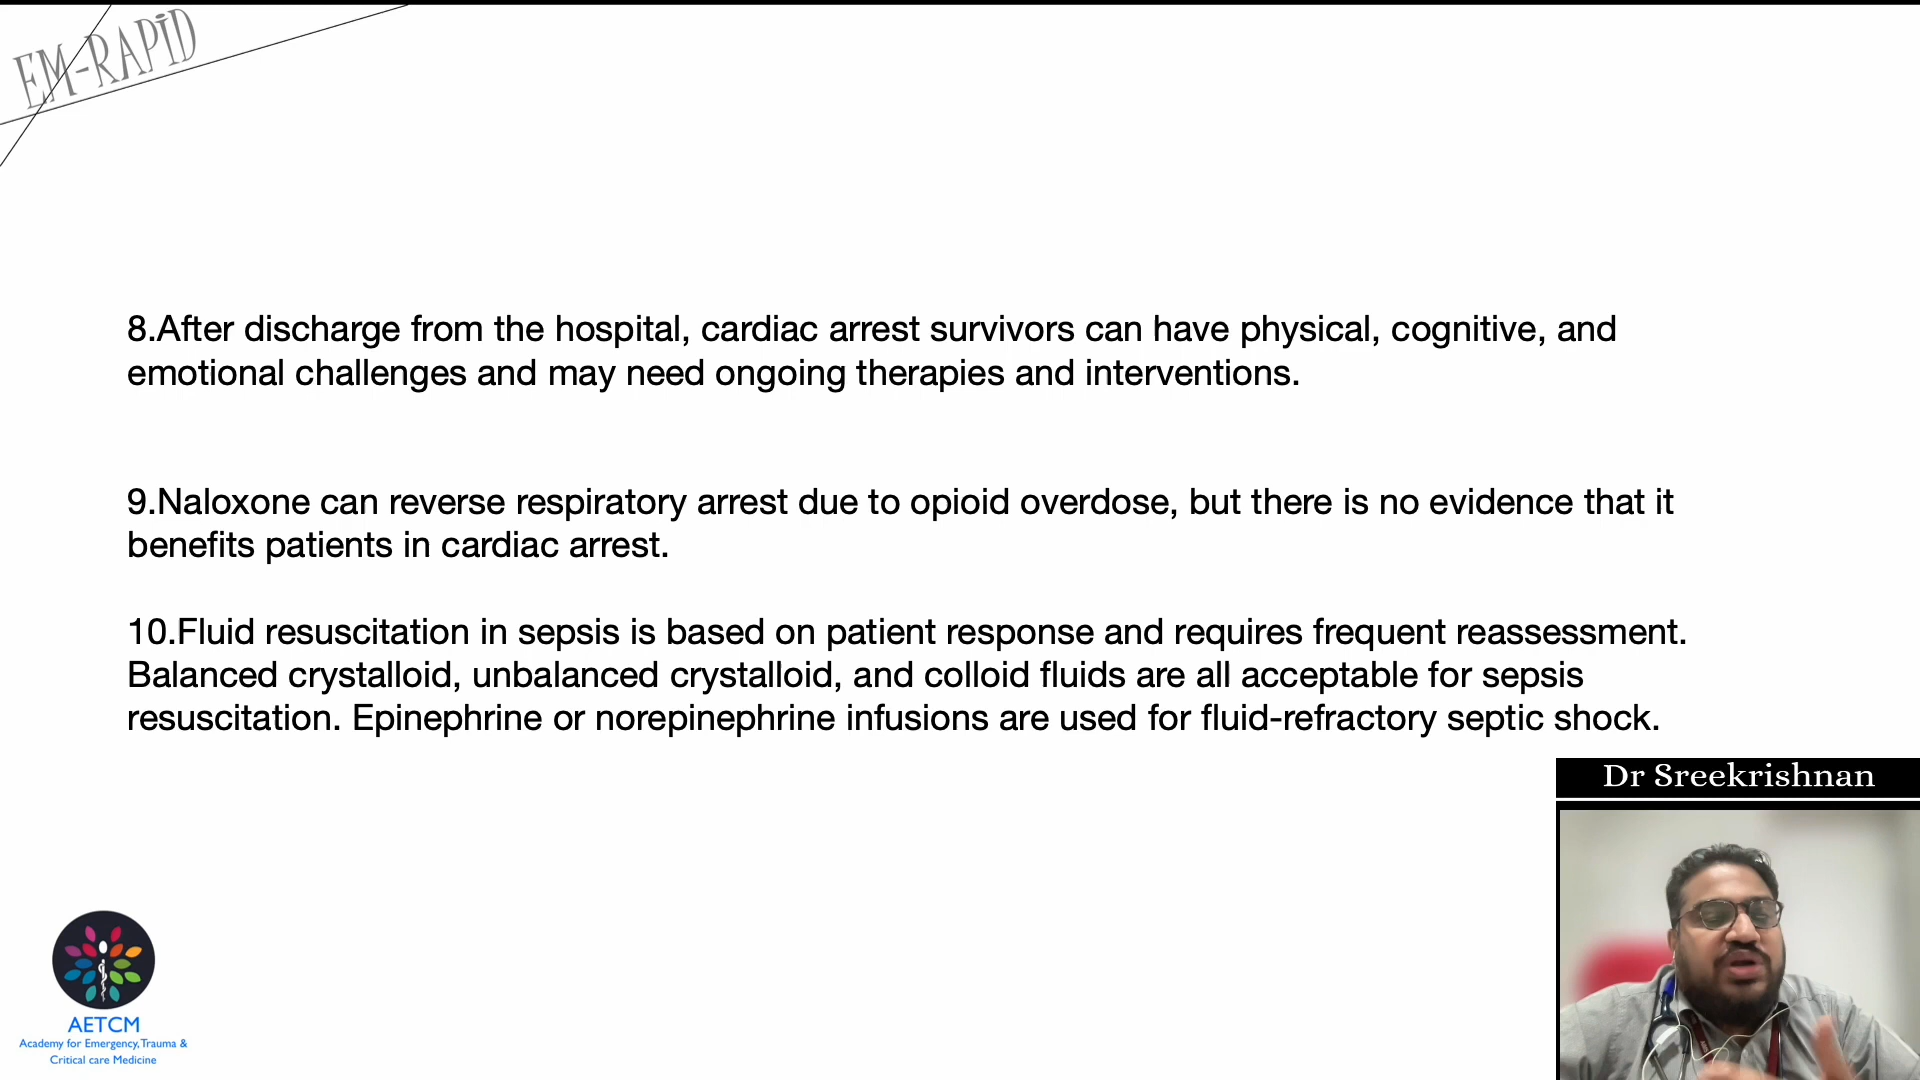 EM-RAPiD
8.After discharge from the hospital, cardiac arrest survivors can have physical, cognitive, and
emotional challenges and may need ongoing therapies and interventions.
9.Naloxone can reverse respiratory arrest due to opioid overdose, but there is no evidence that it
benefits patients in cardiac arrest.
10.Fluid resuscitation in sepsis is based on patient response and requires frequent reassessment.
Balanced crystalloid, unbalanced crystalloid, and colloid fluids are all acceptable for sepsis
resuscitation. Epinephrine or norepinephrine infusions are used for fluid-refractory septic shock.
Dr Sreekrishnan
AETCM
Academy for Emergency,Trauma &
Critical care Medicine